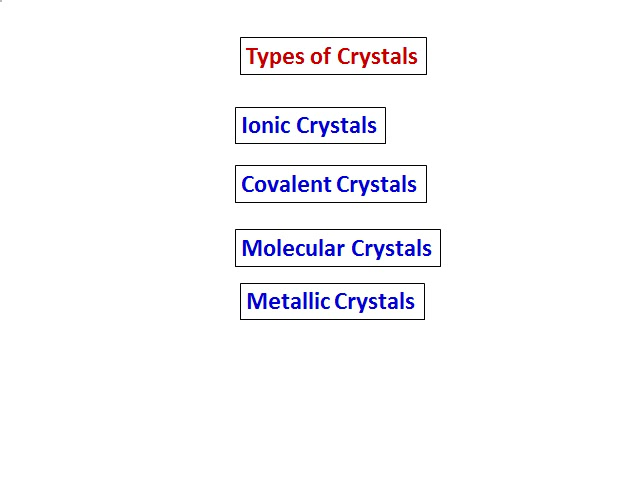 Types of Crystals
Ionic Crystals
Covalent Crystals
Molecular Crystals
Metallic Crystals